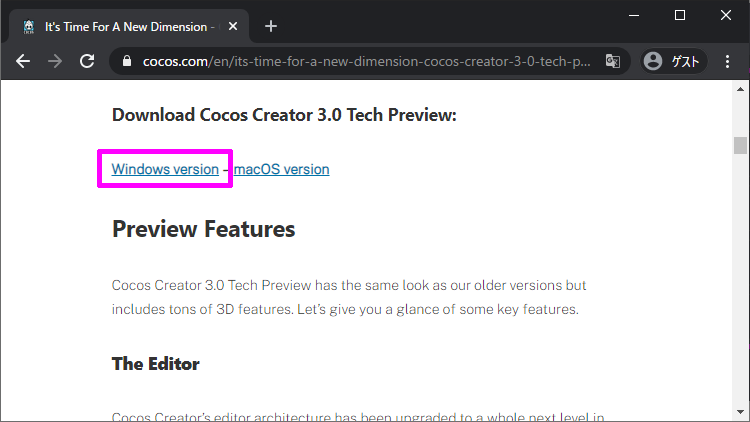 It's Time For A New Dimension -
cocos.com/en/its-time-for-a-new-dimension-cocos-creator-3-0-tech-p...
ゲスト
Download Cocos Creator 3.0 Tech Preview:
Windows version - macOS version
Preview Features
Cocos Creator 3.0 Tech Preview has the same look as our older versions but
includes tons of 3D features. Let's give you a glance of some key features.
The Editor
Cocos Creator's editor architecture has been upgraded to a whole next level in